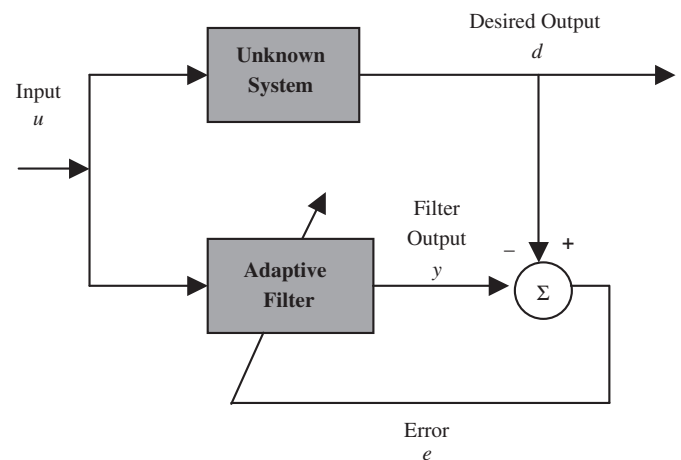 Desired Output
d
Unknown
System
Input
u
Filter
Output
y
– +
Adaptive
Filter
Σ
Error
e